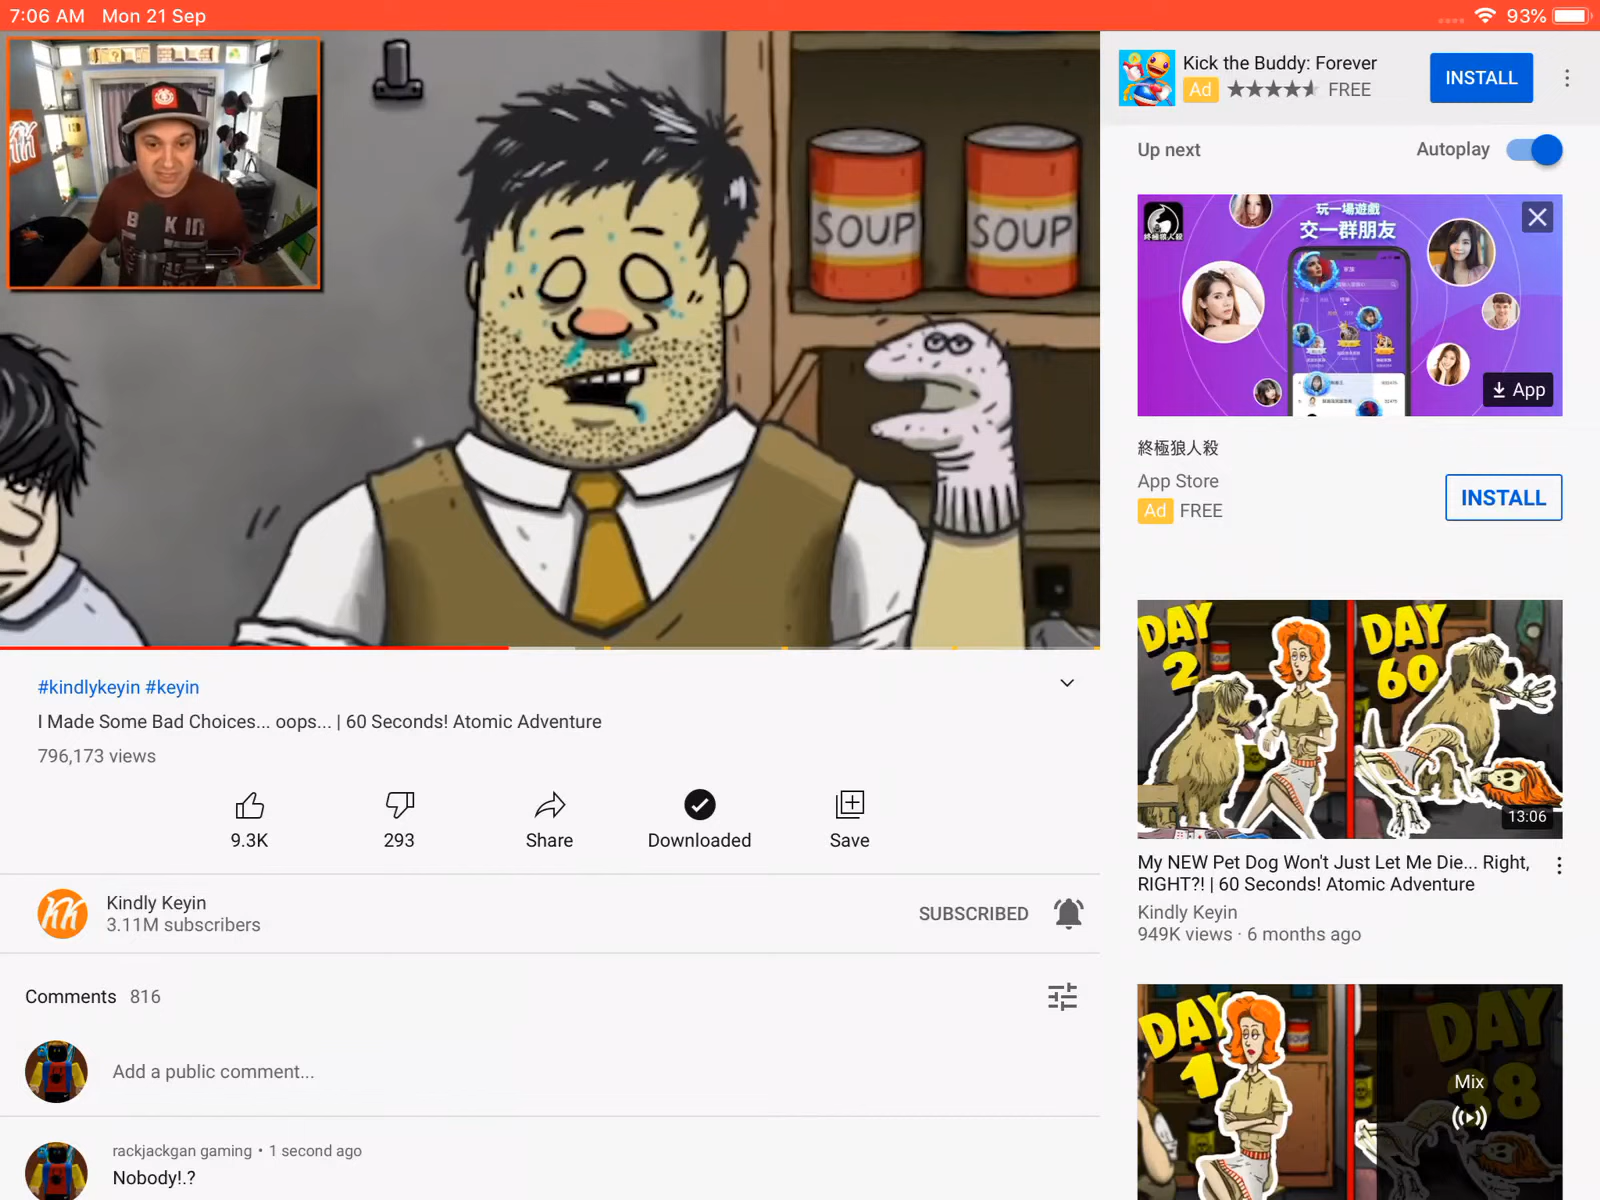 7:06 AM Mon 21 Sep
93%
SOUP
SOUP
#kindlykeyin #keyin
I Made Some Bad Choices... oops... | 60 Seconds! Atomic Adventure
796,173 views
9.3K
293
Share
Downloaded
Save
Kindly Keyin
3.11M subscribers
SUBSCRIBED
Comments 816
Add a public comment...
rackjackgan gaming • 1 second ago
Nobody!.?
Kick the Buddy: Forever
Ad FREE
INSTALL
Up next
Autoplay
玩一場遊戲
交一群朋友
終極狼人殺
App
終極狼人殺
App Store
Ad FREE
INSTALL
DAY
2
DAY
60
13:06
My NEW Pet Dog Won't Just Let Me Die... Right,
RIGHT?! | 60 Seconds! Atomic Adventure
Kindly Keyin
949K views · 6 months ago
DAY
1
DAY
38
Mix